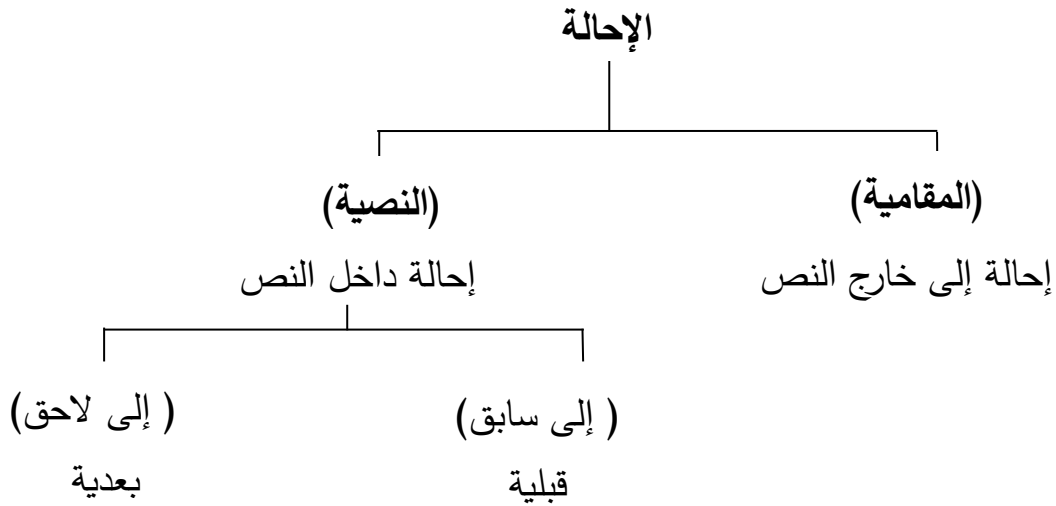 الإحالة
(المقامية) (النصية)
إحالة إلى خارج النص إحالة داخل النص
( إلى سابق) ( إلى لاحق)
قبلية بعدية